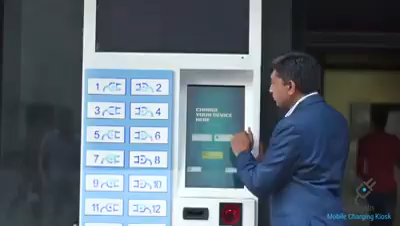 1 2
3 4
5 6
7 8
9 10
11 12
CHARGE
YOUR DEVICE
HERE
Mobile Charging Kiosk